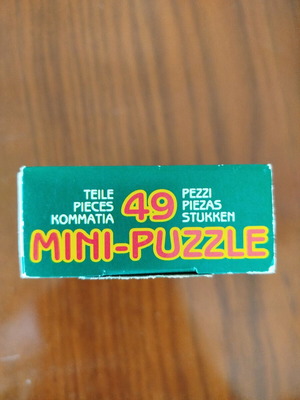 TEILE 49 PEZZI
PIECES PIEZAS
KOMMATIA STUKKEN
MINI-PUZZLE